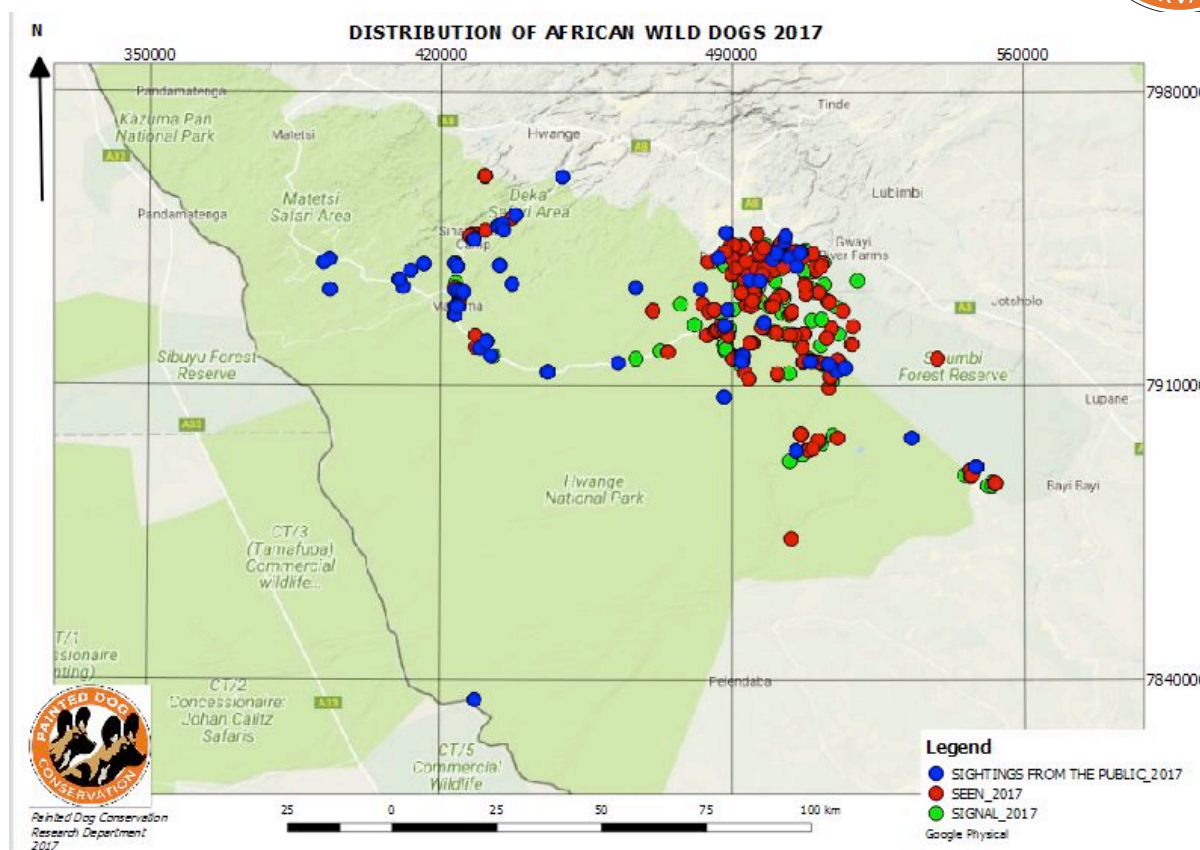 N
DISTRIBUTION OF AFRICAN WILD DOGS 2017
350000
420000
490000
560000
7980000
Pandamatenga
Tinde
Kazuma Pan
National Park
A8
Matetsi
Hwange
A8
A33
Matetsi
Safari Area
Deka
Safari Area
Lubimbi
A8
Pandamatenga
Camp
Gwayi
River Farms
A8
Jotsholo
Sibuyu Forest
Reserve
Forest Reserve
7910000
Lupane
A33
Hwange
National Park
Bayi Bayi
CT/3
(Tamafupa)
Commercial
wildlife...
T/1
ssionaire
nting)
Pelendaba
7840000
CT/2
Concessionaire:
Johan Calitz
Safaris
CT/5
Commercial
Wildlife
PAINTED DOG
CONSERVATION
Legend
SIGHTINGS FROM THE PUBLIC_2017
SEEN_2017
SIGNAL_2017
Google Physical
25 0 25 50 75 100 km
Painted Dog Conservation
Research Department
2017